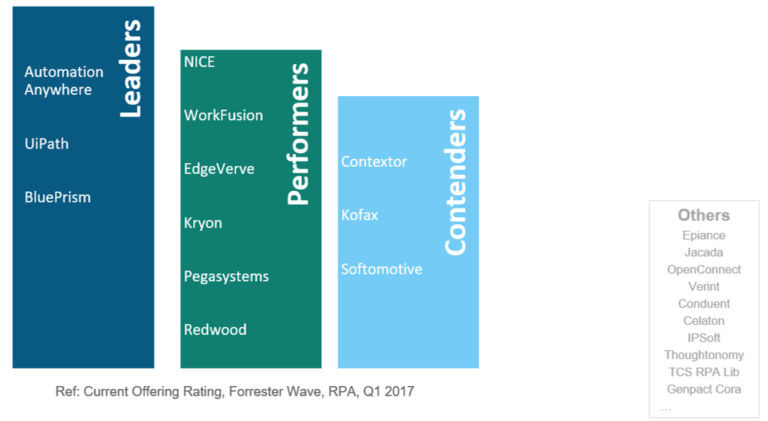 Leaders
Automation
Anywhere
UiPath
BluePrism
Performers
NICE
WorkFusion
EdgeVerve
Kryon
Pegasystems
Redwood
Contenders
Contextor
Kofax
Softomotive
Others
Epiance
Jacada
OpenConnect
Verint
Conduent
Celaton
IPSoft
Thoughtonomy
TCS RPA Lib
Genpact Cora
...
Ref: Current Offering Rating, Forrester Wave, RPA, Q1 2017